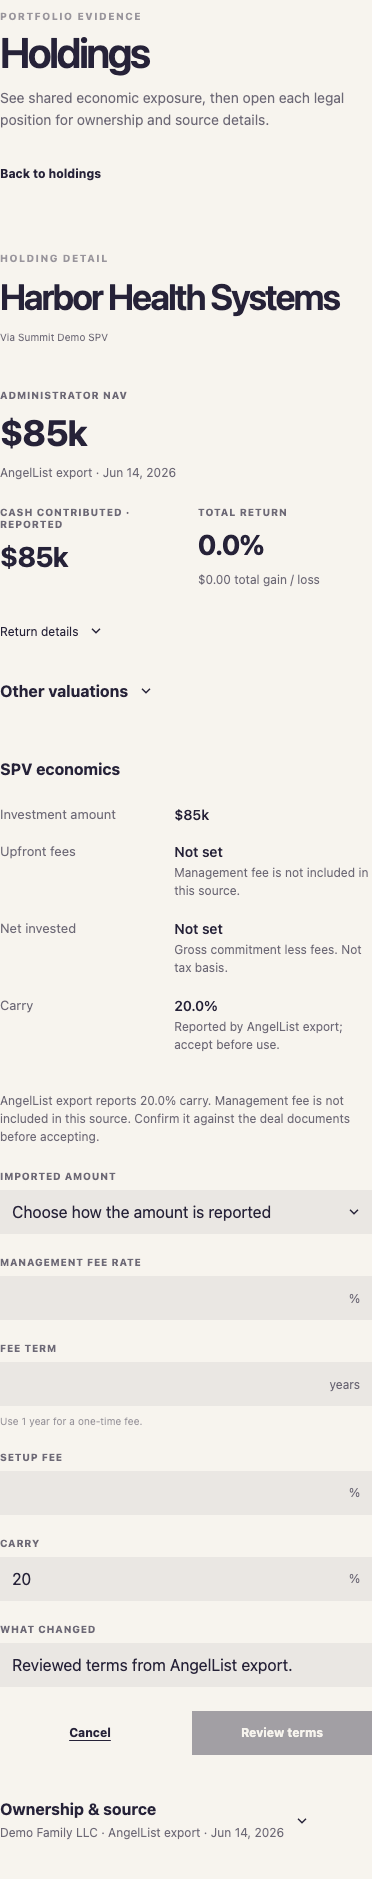 PORTFOLIO EVIDENCE
Holdings
See shared economic exposure, then open each legal
position for ownership and source details.
Back to holdings
HOLDING DETAIL
Harbor Health Systems
Via Summit Demo SPV
ADMINISTRATOR NAV
$85k
AngelList export · Jun 14, 2026
CASH CONTRIBUTED ·
REPORTED
$85k
TOTAL RETURN
0.0%
$0.00 total gain / loss
Return details
Other valuations
SPV economics
Investment amount
$85k
Upfront fees
Not set
Management fee is not included in
this source.
Net invested
Not set
Gross commitment less fees. Not
tax basis.
Carry
20.0%
Reported by AngelList export;
accept before use.
AngelList export reports 20.0% carry. Management fee is not
included in this source. Confirm it against the deal documents
before accepting.
IMPORTED AMOUNT
Choose how the amount is reported
MANAGEMENT FEE RATE
%
FEE TERM
years
Use 1 year for a one-time fee.
SETUP FEE
%
CARRY
20 %
WHAT CHANGED
Reviewed terms from AngelList export.
Cancel
Review terms
Ownership & source
Demo Family LLC · AngelList export · Jun 14, 2026